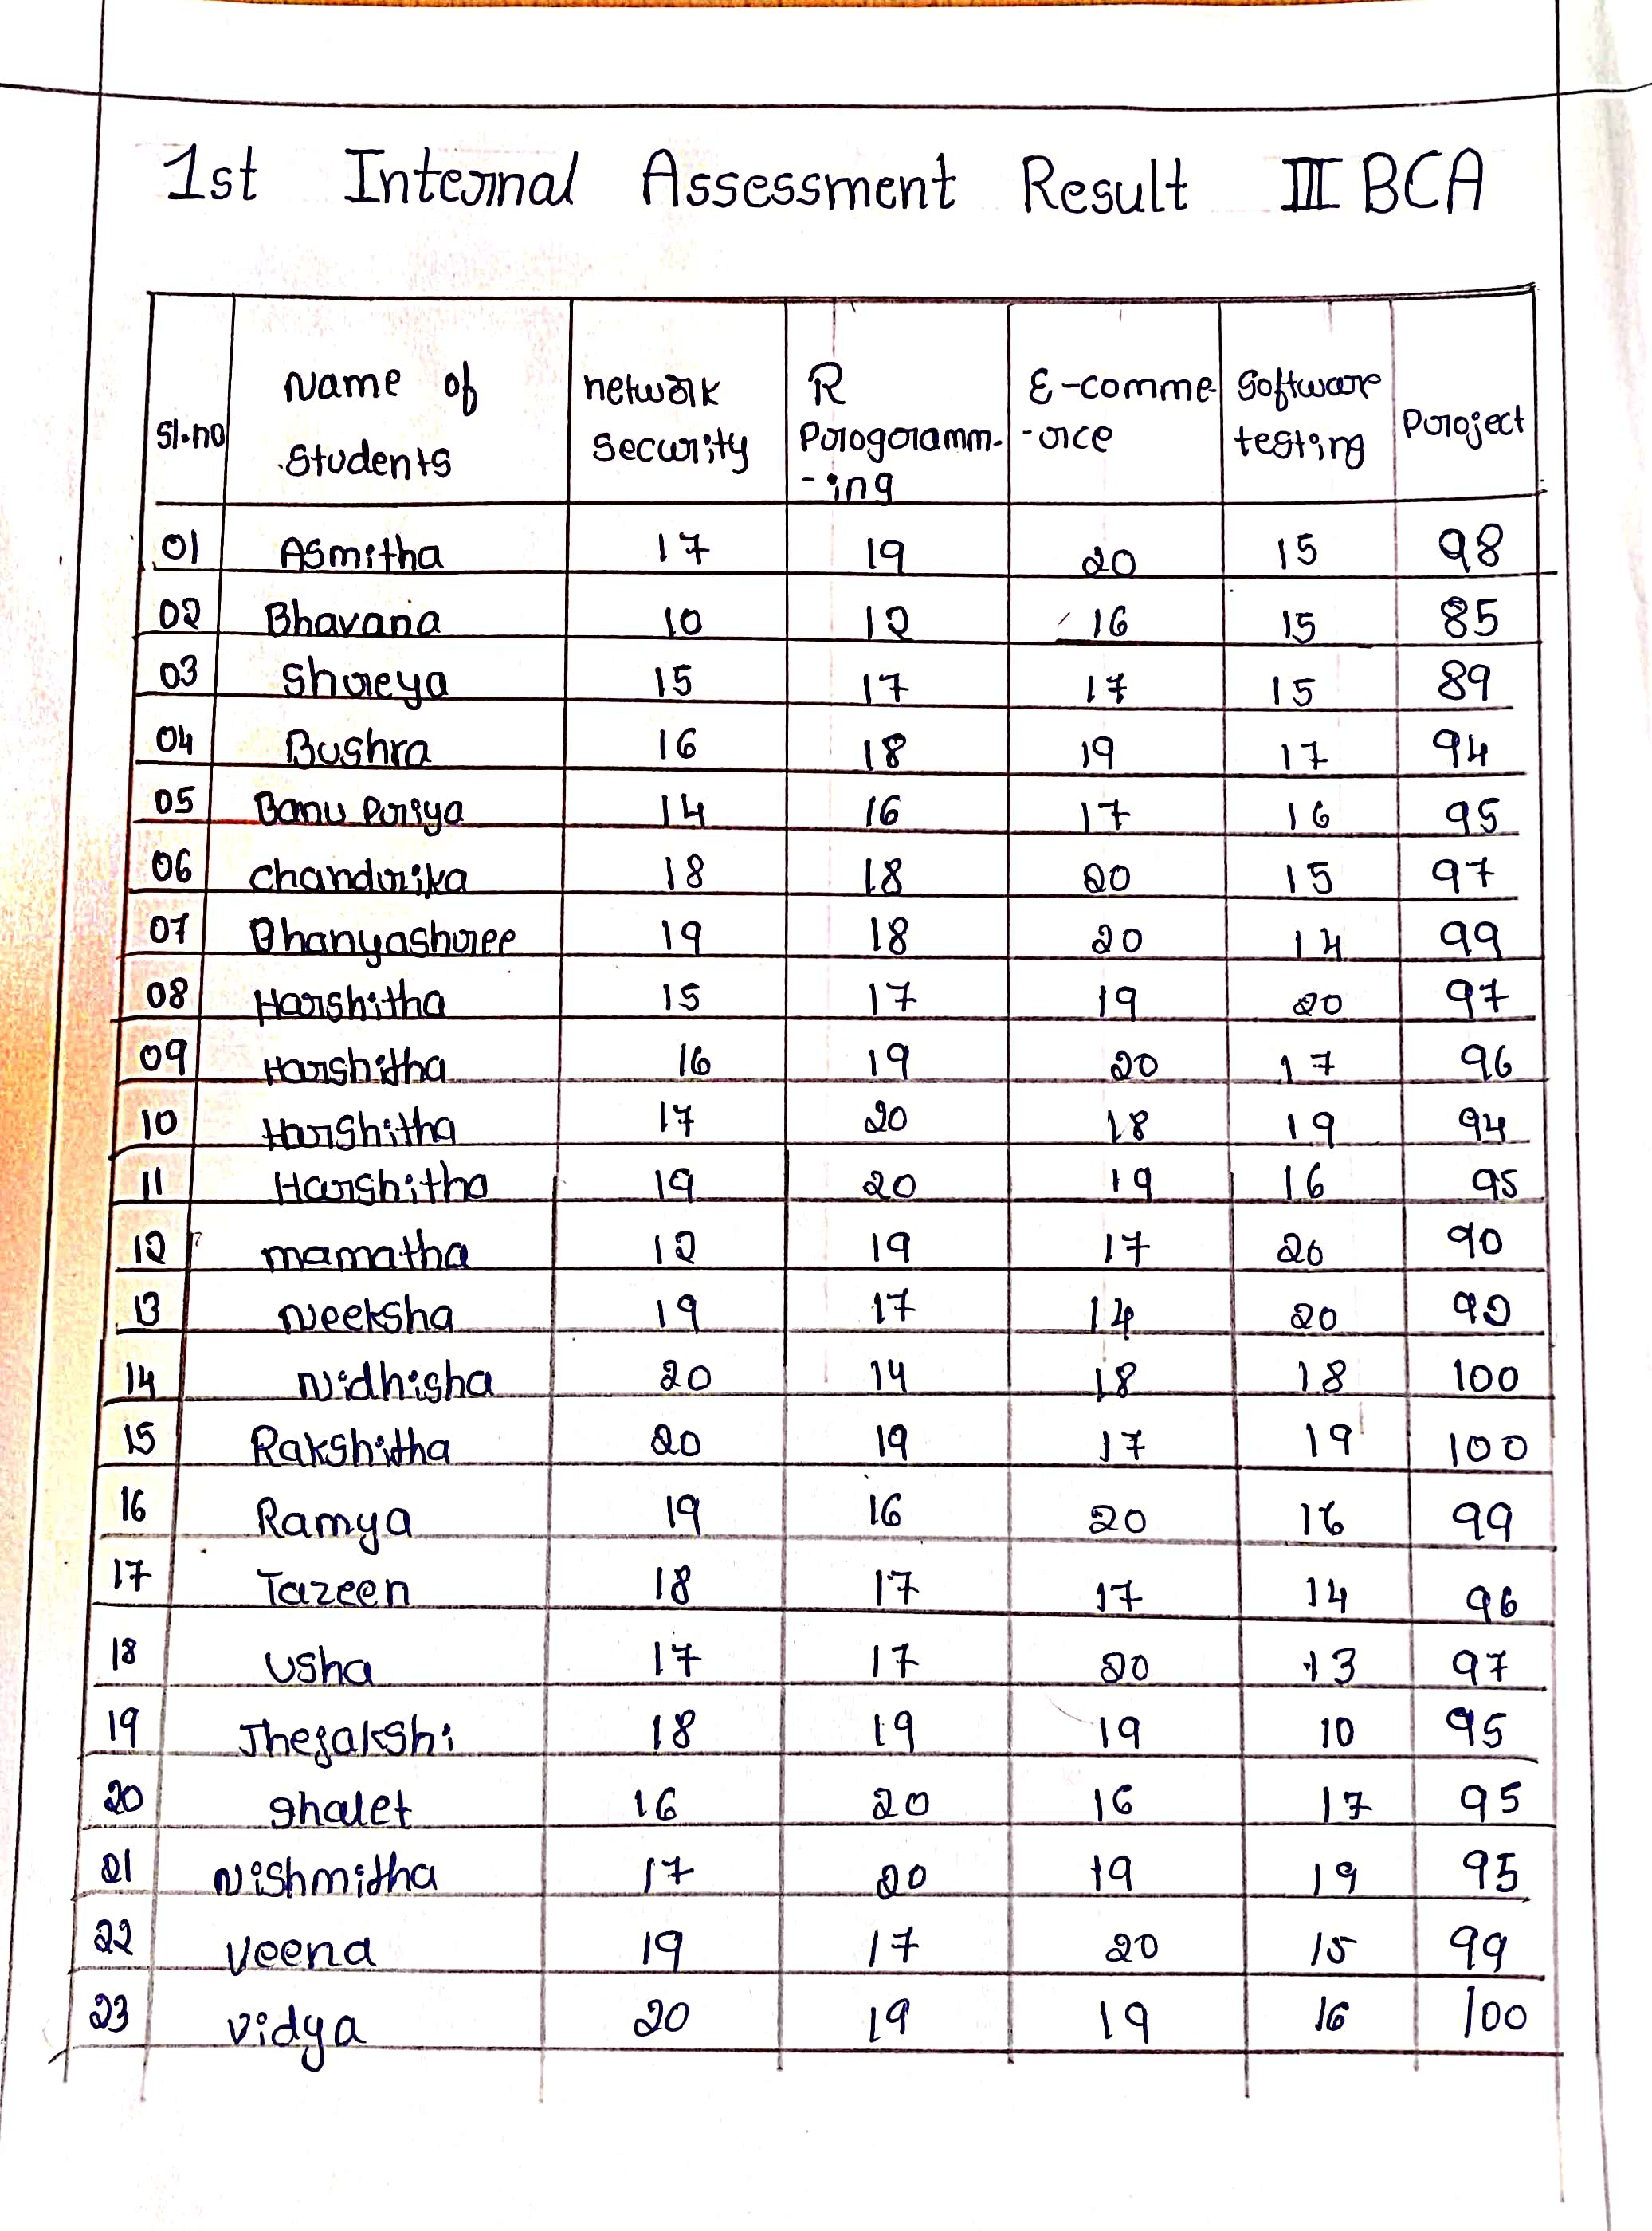 1st Internal Assessment Result III BCA
Sl.no Name of Students network security R Programm--ing E-comme--rce Software testing Project
01 Asmitha 17 19 20 15 98
02 Bhavana 10 12 16 15 85
03 Shreya 15 17 17 15 89
04 Bushra 16 18 19 17 94
05 Banu Priya 14 16 17 16 95
06 chandrika 18 18 20 15 97
07 Dhanyashree 19 18 20 14 99
08 Harshitha 15 17 19 20 97
09 Harshitha 16 19 20 17 96
10 Harshitha 17 20 18 19 94
11 Harshitha 19 20 19 16 95
12 mamatha 12 19 17 20 90
13 Neeksha 19 17 14 20 92
14 Nidhisha 20 14 18 18 100
15 Rakshitha 20 19 17 19 100
16 Ramya 19 16 20 16 99
17 Tazeen 18 17 17 14 96
18 Usha 17 17 20 13 97
19 Thejakshi 18 19 19 10 95
20 Shalet 16 20 16 17 95
21 Nishmitha 17 20 19 19 95
22 Veena 19 17 20 15 99
23 Vidya 20 19 19 16 100